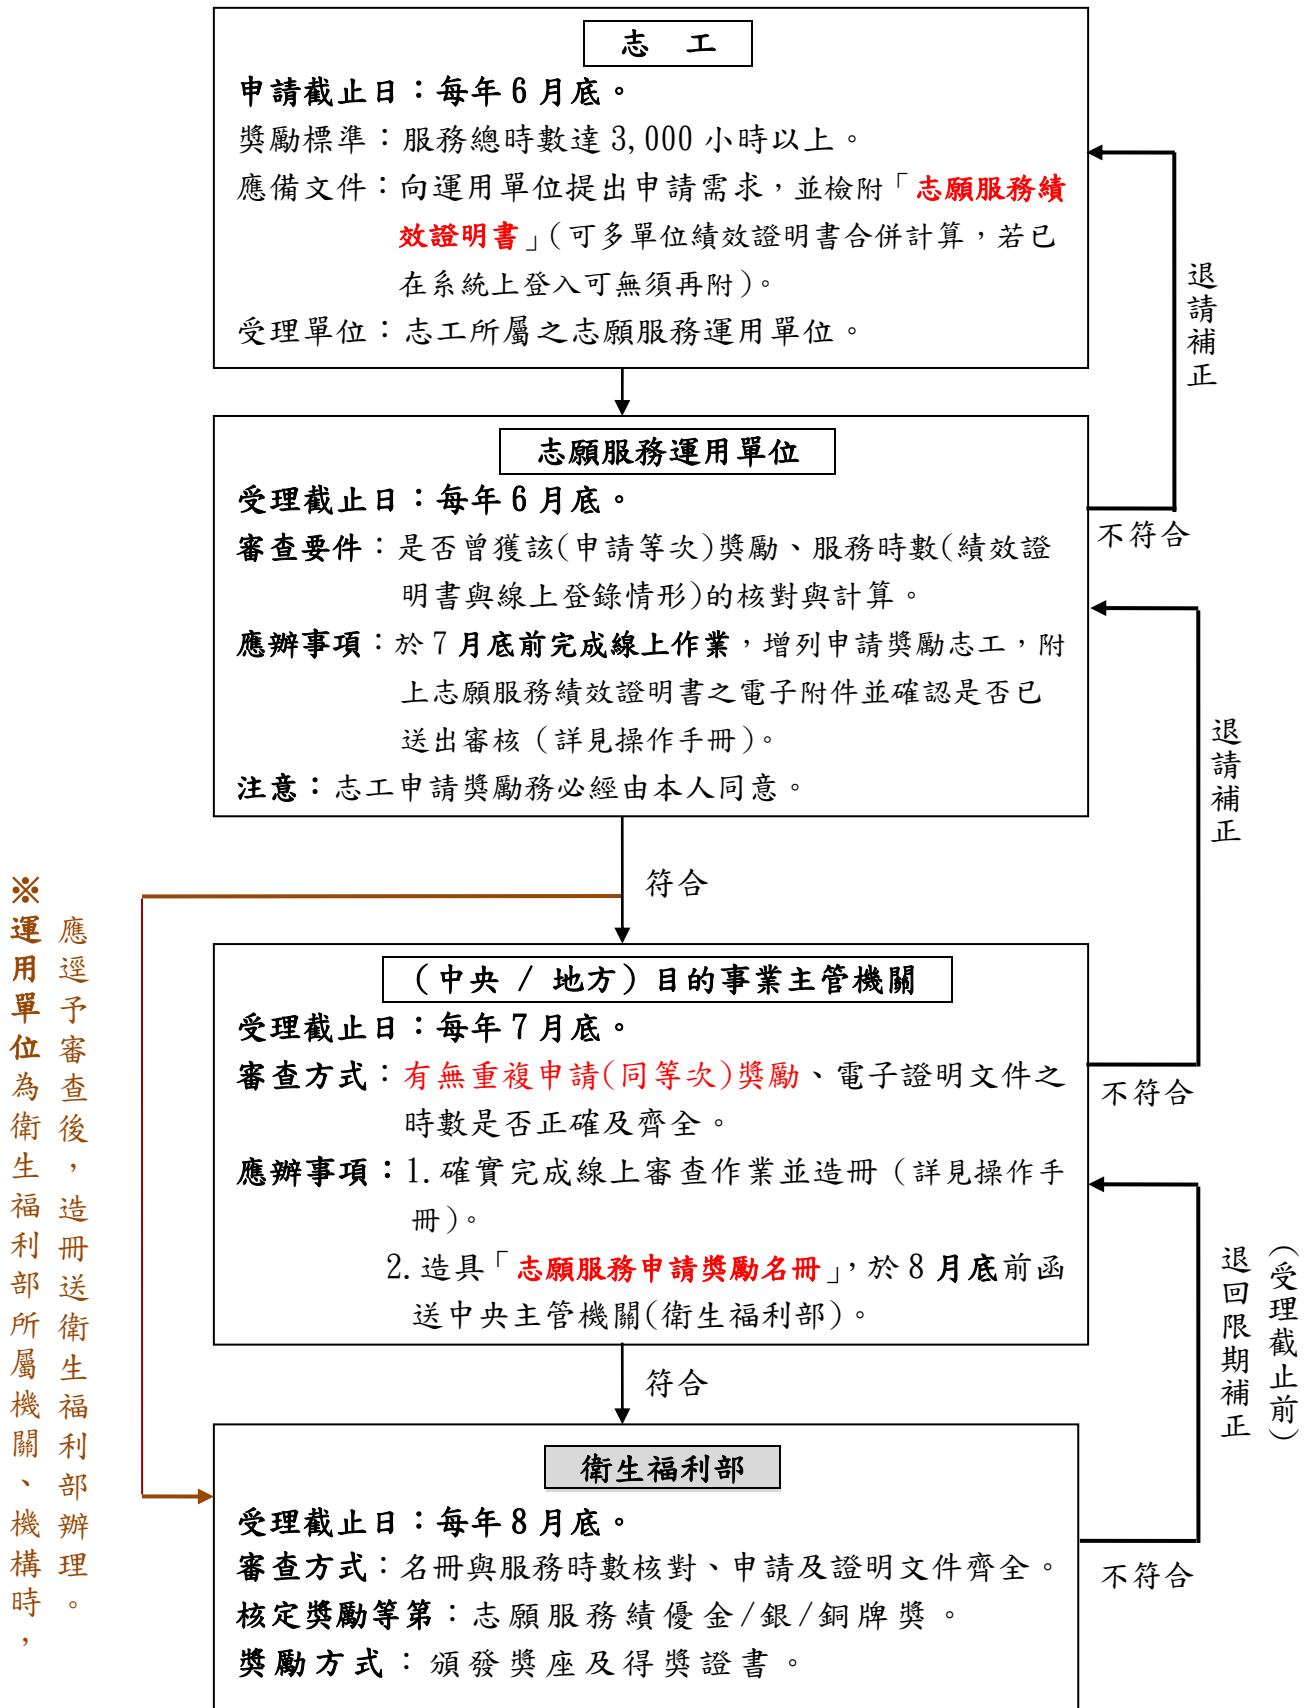 志　工
申請截止日：每年6月底。
獎勵標準：服務總時數達3,000小時以上。
應備文件：向運用單位提出申請需求，並檢附「志願服務績
效證明書」(可多單位績效證明書合併計算，若已
在系統上登入可無須再附)。
受理單位：志工所屬之志願服務運用單位。
退請補正
志願服務運用單位
受理截止日：每年6月底。
審查要件：是否曾獲該(申請等次)獎勵、服務時數(績效證
明書與線上登錄情形)的核對與計算。
應辦事項：於7月底前完成線上作業，增列申請獎勵志工，附
上志願服務績效證明書之電子附件並確認是否已
送出審核(詳見操作手冊)。
注意：志工申請獎勵務必經由本人同意。
不符合
退請補正
符合
※運用單位為衛生福利部所屬機關、機構時，
應逕予審查後，造冊送衛生福利部辦理。
(中央 / 地方) 目的事業主管機關
受理截止日：每年7月底。
審查方式：有無重複申請(同等次)獎勵、電子證明文件之
時數是否正確及齊全。
應辦事項：1.確實完成線上審查作業並造冊(詳見操作手
冊)。
2.造具「志願服務申請獎勵名冊」，於8月底前函
送中央主管機關(衛生福利部)。
不符合
(受理截止前)
退回限期補正
符合
衛生福利部
受理截止日：每年8月底。
審查方式：名冊與服務時數核對、申請及證明文件齊全。
核定獎勵等第：志願服務績優金/銀/銅牌獎。
獎勵方式：頒發獎座及得獎證書。
不符合